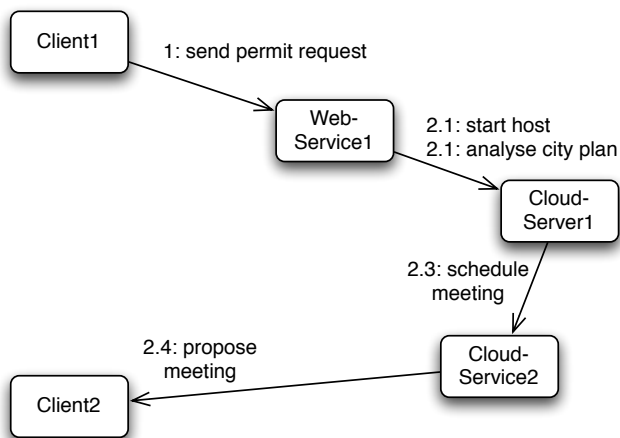 Client1
1: send permit request
Web-
Service1
2.1: start host
2.1: analyse city plan
Cloud-
Server1
2.3: schedule
meeting
Cloud-
Service2
2.4: propose
meeting
Client2